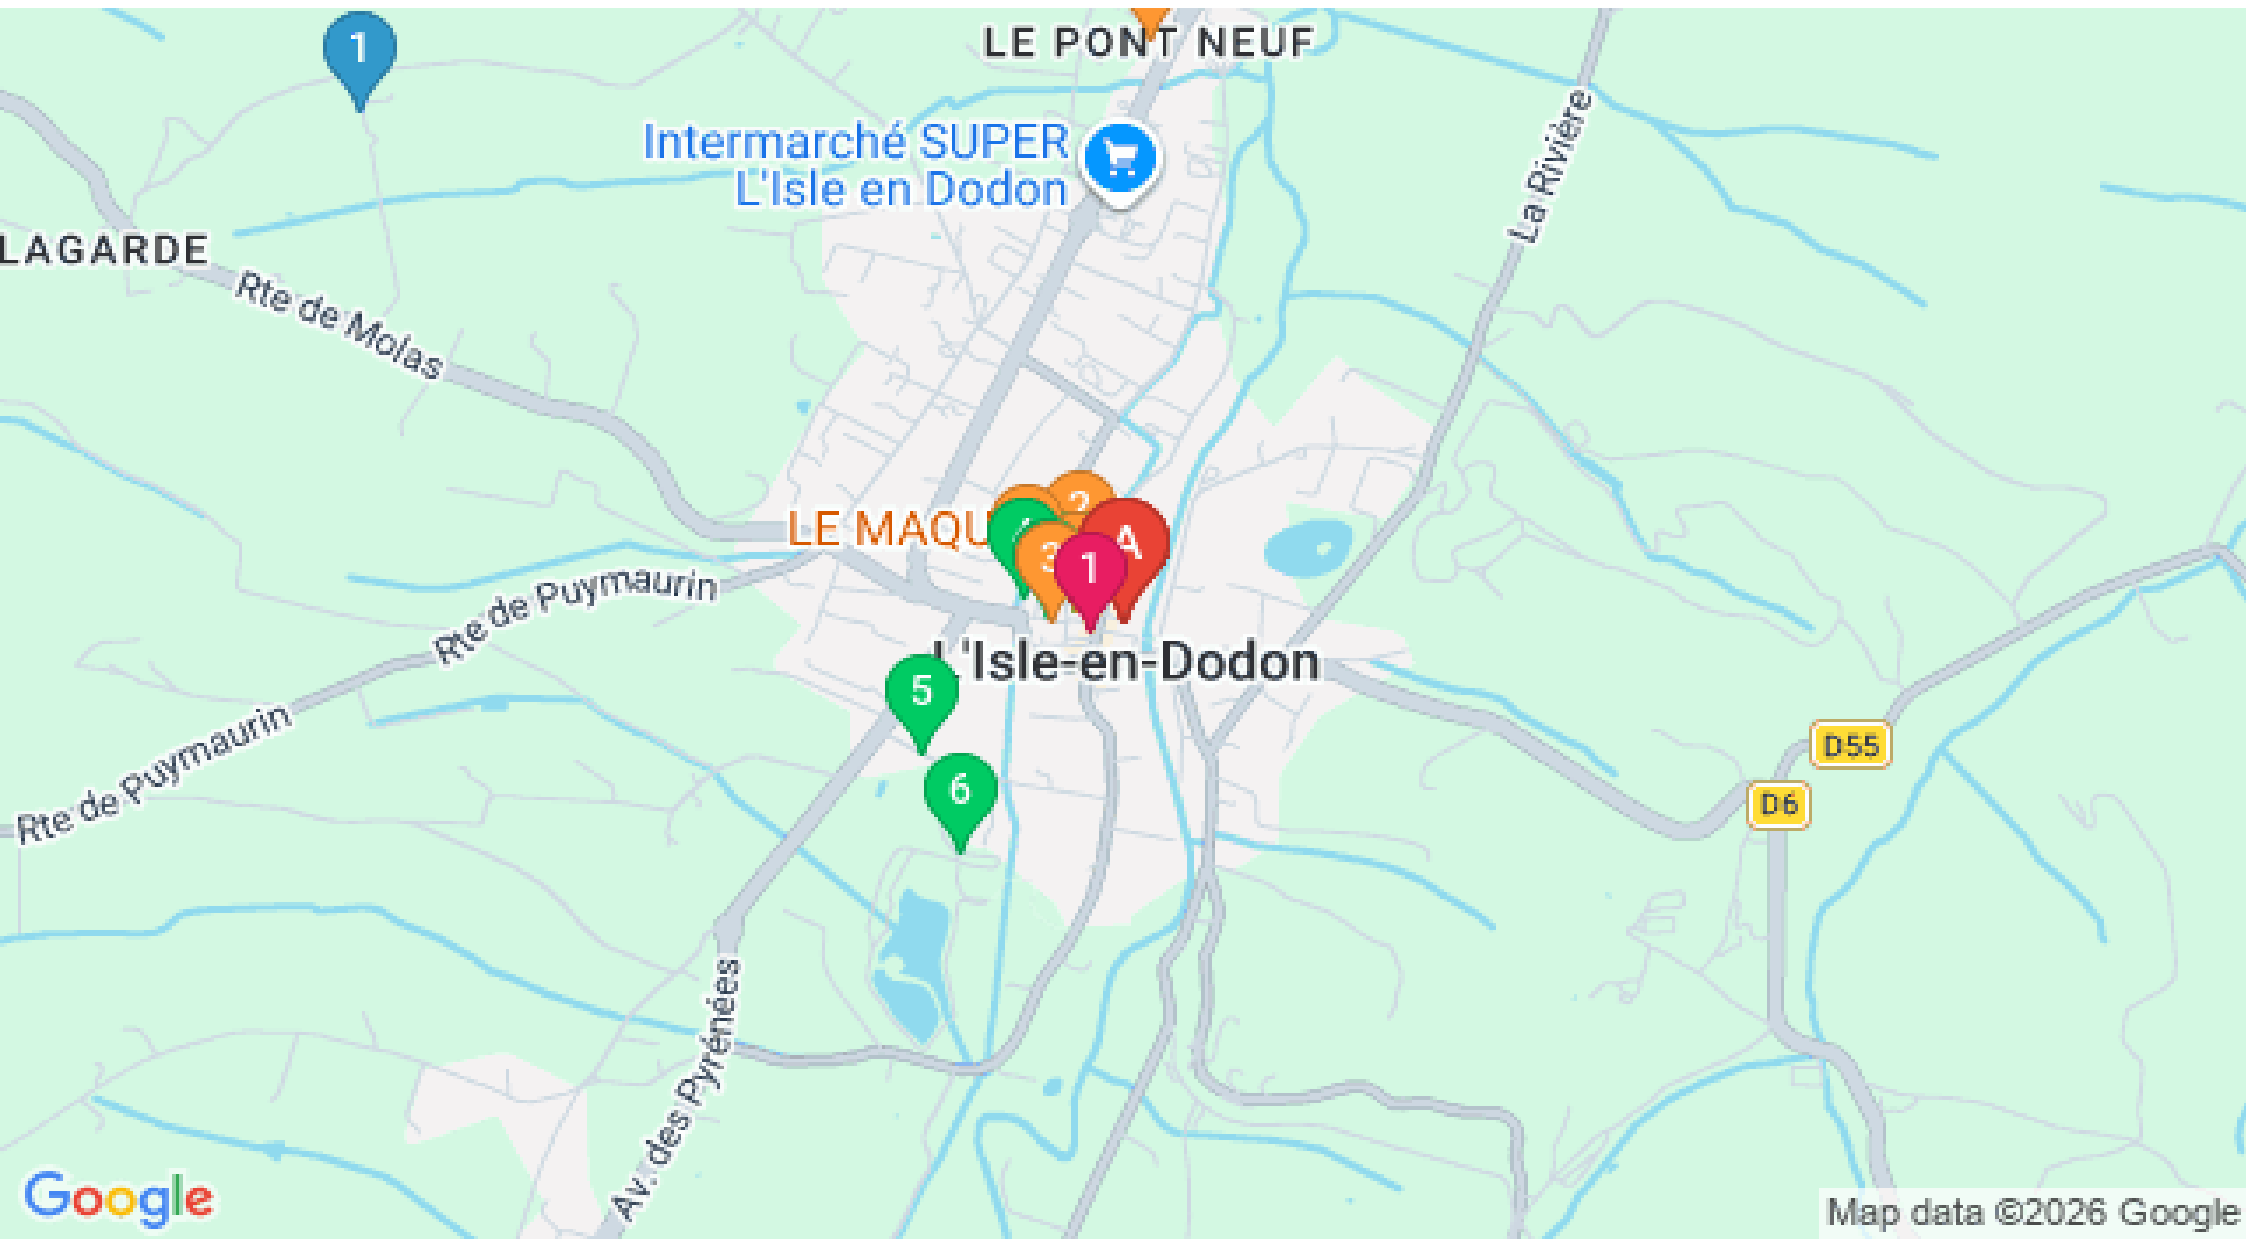 1
LE PONT NEUF
Intermarché SUPER
L'Isle en Dodon
La Rivière
LAGARDE
Rte de Molas
2
LE MAQU
A
3
1
Rte de Puymaurin
L'Isle-en-Dodon
5
Rte de Puymaurin
D55
6
D6
Av. des Pyrénées
Google
Map data ©2026 Google